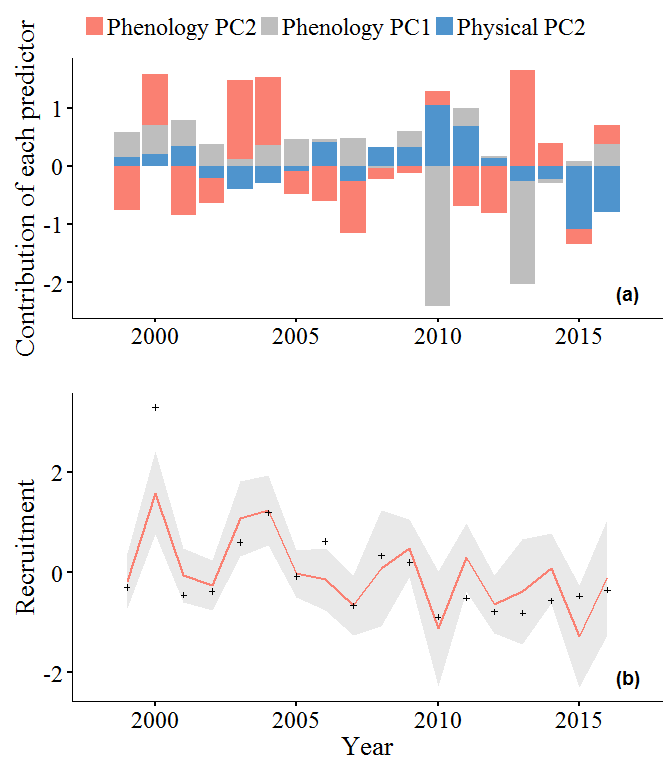 Phenology PC2 Phenology PC1 Physical PC2
Contribution of each predictor
1
0
-1
-2
(a)
2000 2005 2010 2015
Recruitment
2
0
-2
(b)
2000 2005 2010 2015
Year